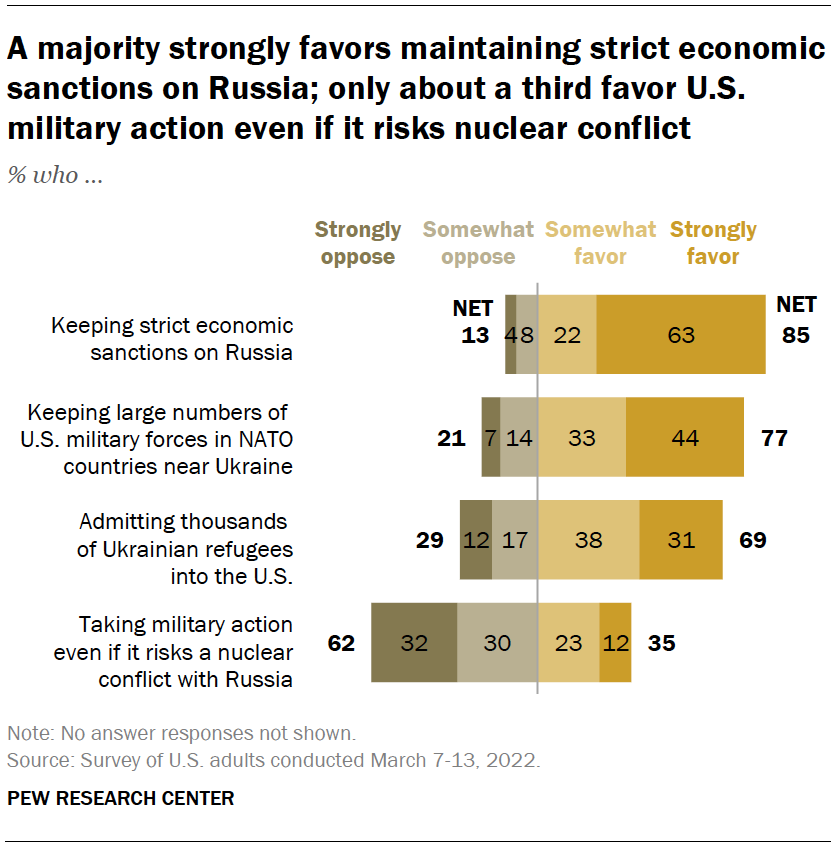 A majority strongly favors maintaining strict economic
sanctions on Russia; only about a third favor U.S.
military action even if it risks nuclear conflict
% who ...
Strongly oppose Somewhat oppose Somewhat favor Strongly favor
Keeping strict economic
sanctions on Russia
NET
13 4 8 22 63
NET
85
Keeping large numbers of
U.S. military forces in NATO
countries near Ukraine
21 7 14 33 44 77
Admitting thousands
of Ukrainian refugees
into the U.S.
29 12 17 38 31 69
Taking military action
even if it risks a nuclear
conflict with Russia
62 32 30 23 12 35
Note: No answer responses not shown.
Source: Survey of U.S. adults conducted March 7-13, 2022.
PEW RESEARCH CENTER